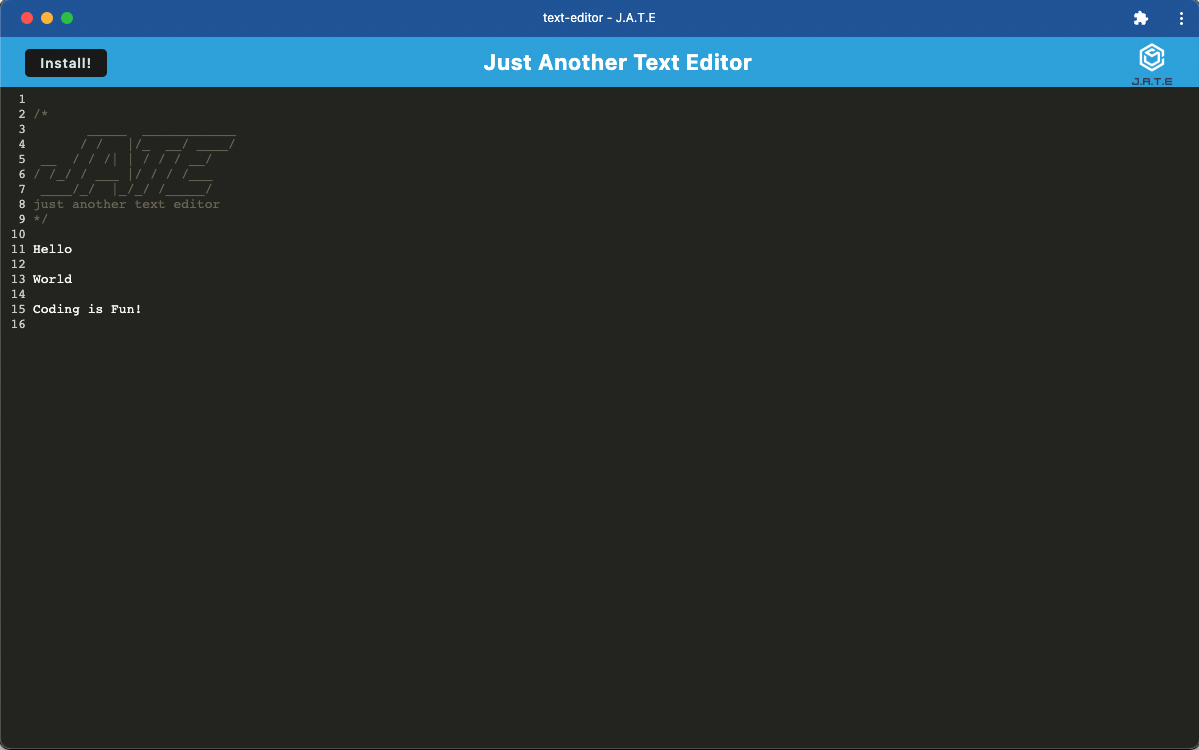 text-editor - J.A.T.E
Install!
Just Another Text Editor
J.A.T.E
1
2 /*
3        _____  ____________
4       / /   |/_  __/ ____/
5  __  / / /| | / / / __/
6 / /_/ / ___ |/ / / /___
7  ____/_/  |_/_/ /_____/
8 just another text editor
9 */
10
11 Hello
12
13 World
14
15 Coding is Fun!
16